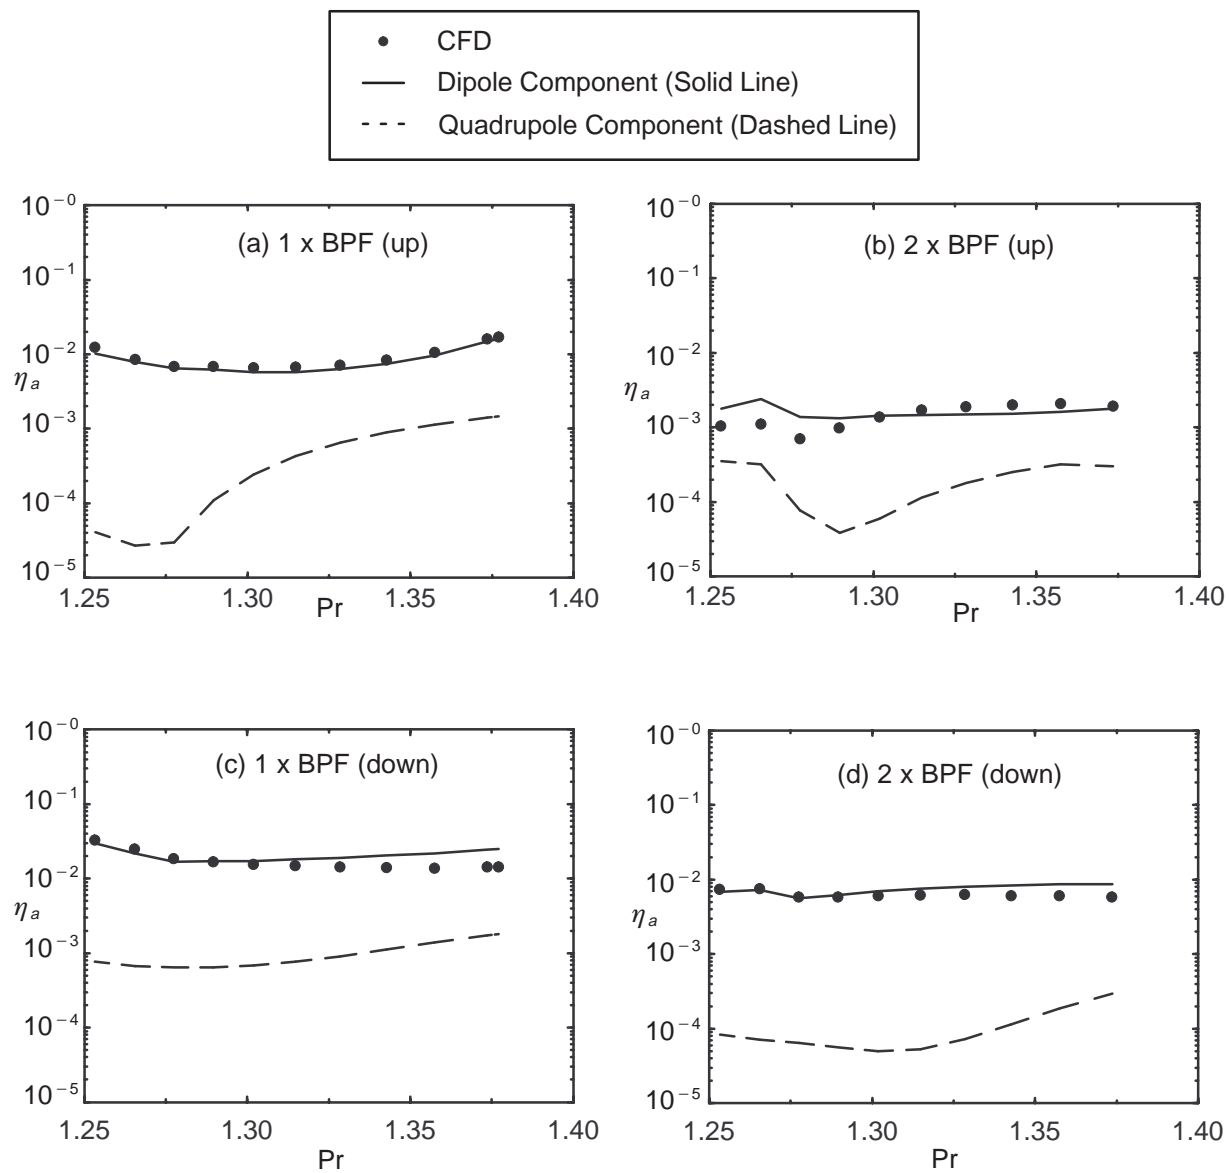 CFD
Dipole Component (Solid Line)
Quadrupole Component (Dashed Line)
(a) 1 x BPF (up)
10⁻⁰
10⁻¹
10⁻²
ηₐ
10⁻³
10⁻⁴
10⁻⁵
1.25 1.30 1.35 1.40
Pr
(b) 2 x BPF (up)
10⁻⁰
10⁻¹
10⁻²
ηₐ
10⁻³
10⁻⁴
10⁻⁵
1.25 1.30 1.35 1.40
Pr
(c) 1 x BPF (down)
10⁻⁰
10⁻¹
10⁻²
ηₐ
10⁻³
10⁻⁴
10⁻⁵
1.25 1.30 1.35 1.40
Pr
(d) 2 x BPF (down)
10⁻⁰
10⁻¹
10⁻²
ηₐ
10⁻³
10⁻⁴
10⁻⁵
1.25 1.30 1.35 1.40
Pr